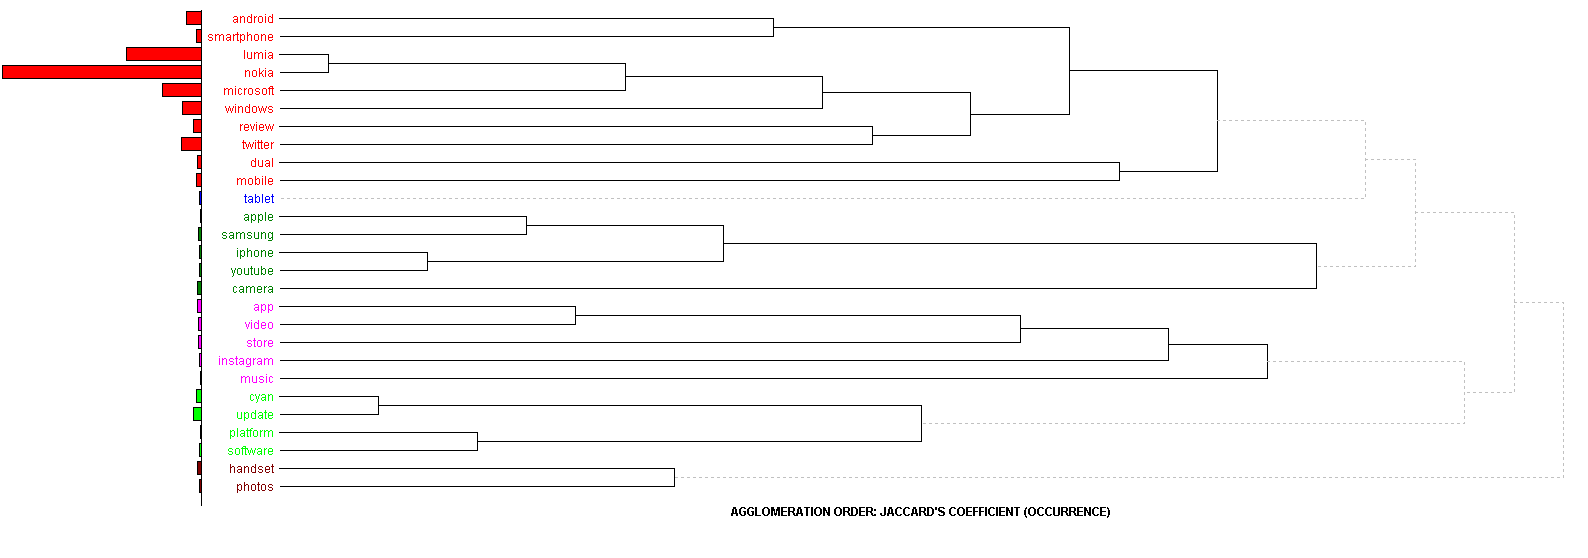 android
smartphone
lumia
nokia
microsoft
windows
review
twitter
dual
mobile
tablet
apple
samsung
iphone
youtube
camera
app
video
store
instagram
music
cyan
update
platform
software
handset
photos
AGGLOMERATION ORDER: JACCARD'S COEFFICIENT (OCCURRENCE)